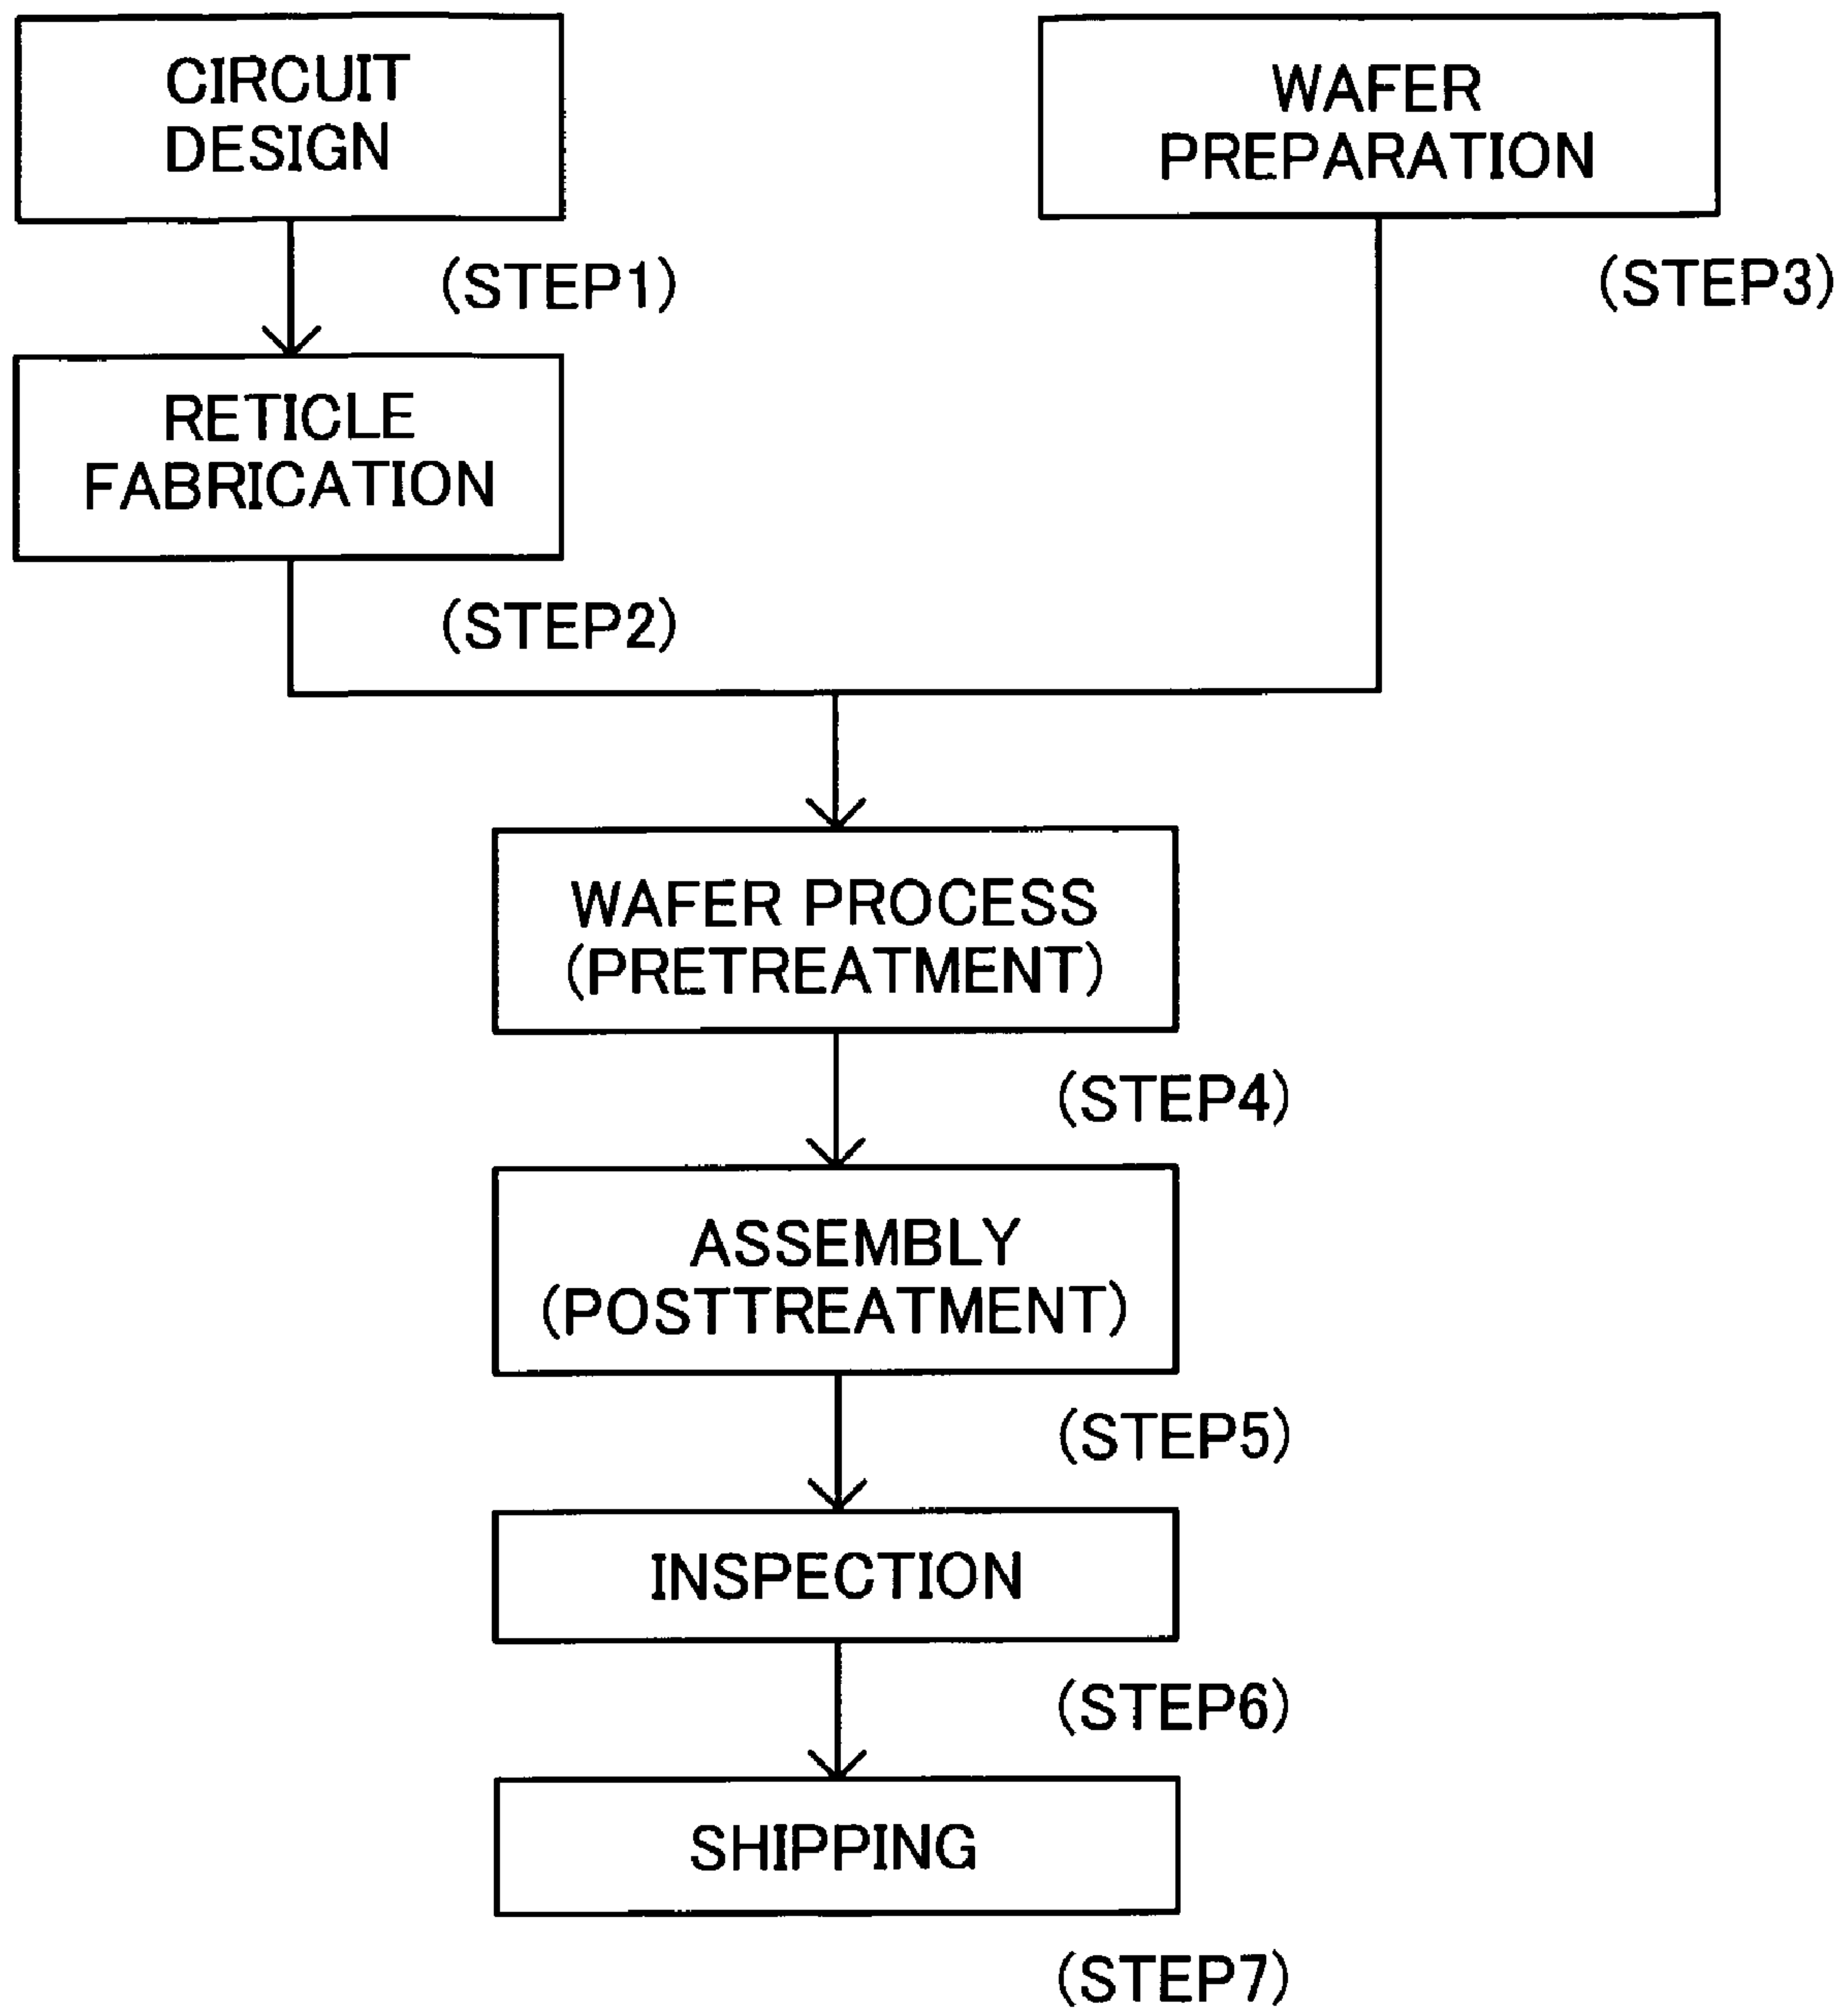 CIRCUIT
DESIGN
(STEP1)
RETICLE
FABRICATION
(STEP2)
WAFER
PREPARATION
(STEP3)
WAFER PROCESS
(PRETREATMENT)
(STEP4)
ASSEMBLY
(POSTTREATMENT)
(STEP5)
INSPECTION
(STEP6)
SHIPPING
(STEP7)